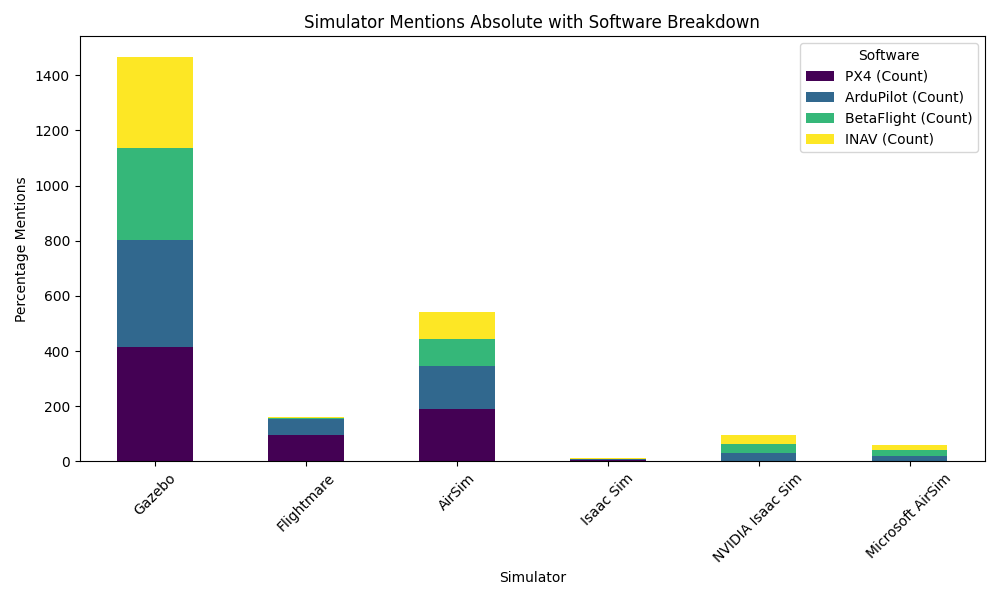 Simulator Mentions Absolute with Software Breakdown
Software
PX4 (Count)
ArduPilot (Count)
BetaFlight (Count)
INAV (Count)
Percentage Mentions
1400
1200
1000
800
600
400
200
0
Gazebo
Flightmare
AirSim
Isaac Sim
NVIDIA Isaac Sim
Microsoft AirSim
Simulator